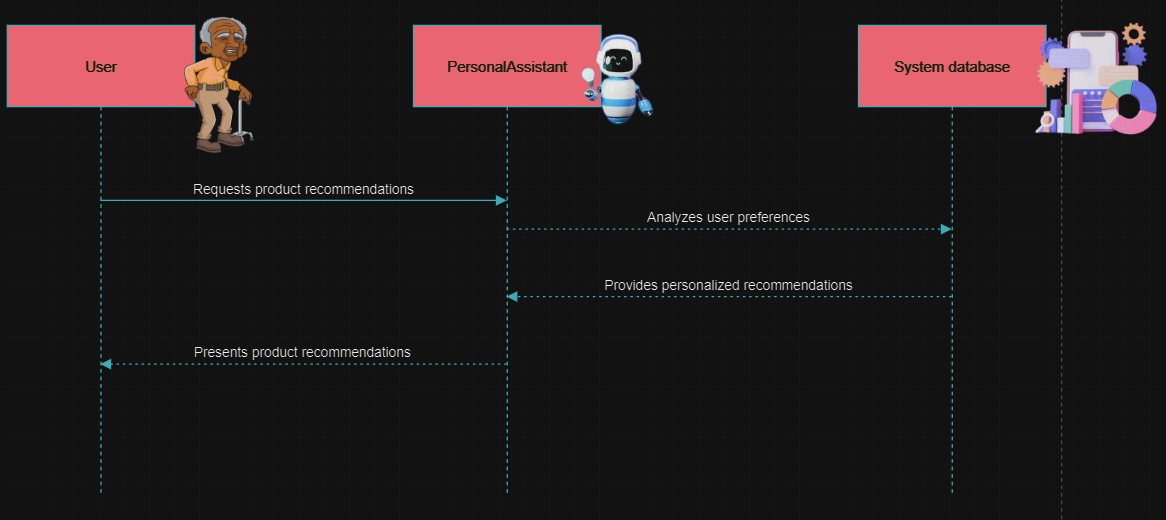 User
PersonalAssistant
System database
Requests product recommendations
Analyzes user preferences
Provides personalized recommendations
Presents product recommendations